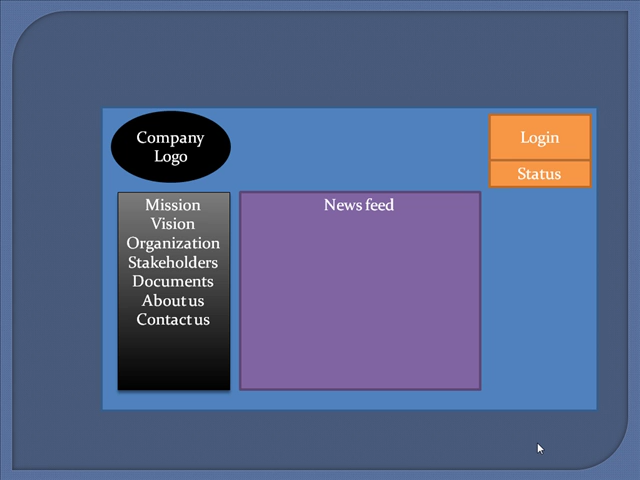 Company
Logo
Login
Status
Mission
Vision
Organization
Stakeholders
Documents
About us
Contact us
News feed